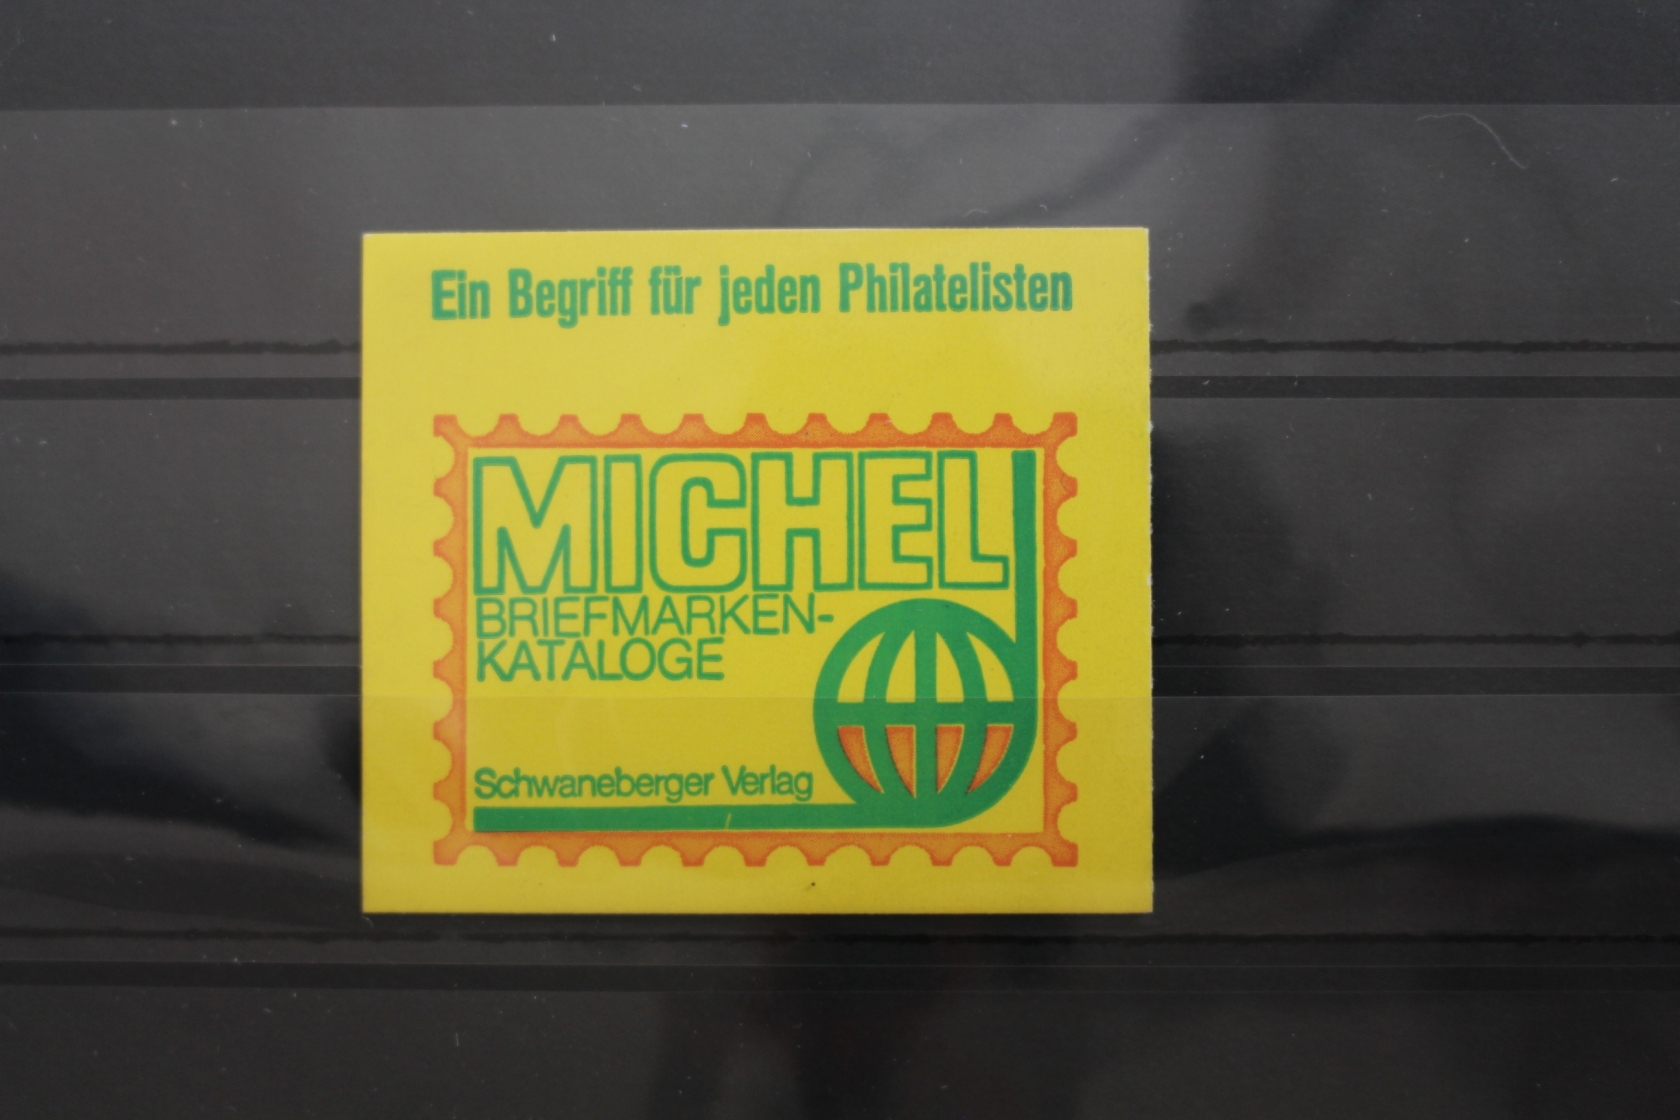 Ein Begriff für jeden Philatelisten
MICHEL
BRIEFMARKEN-
KATALOGE
Schwaneberger Verlag